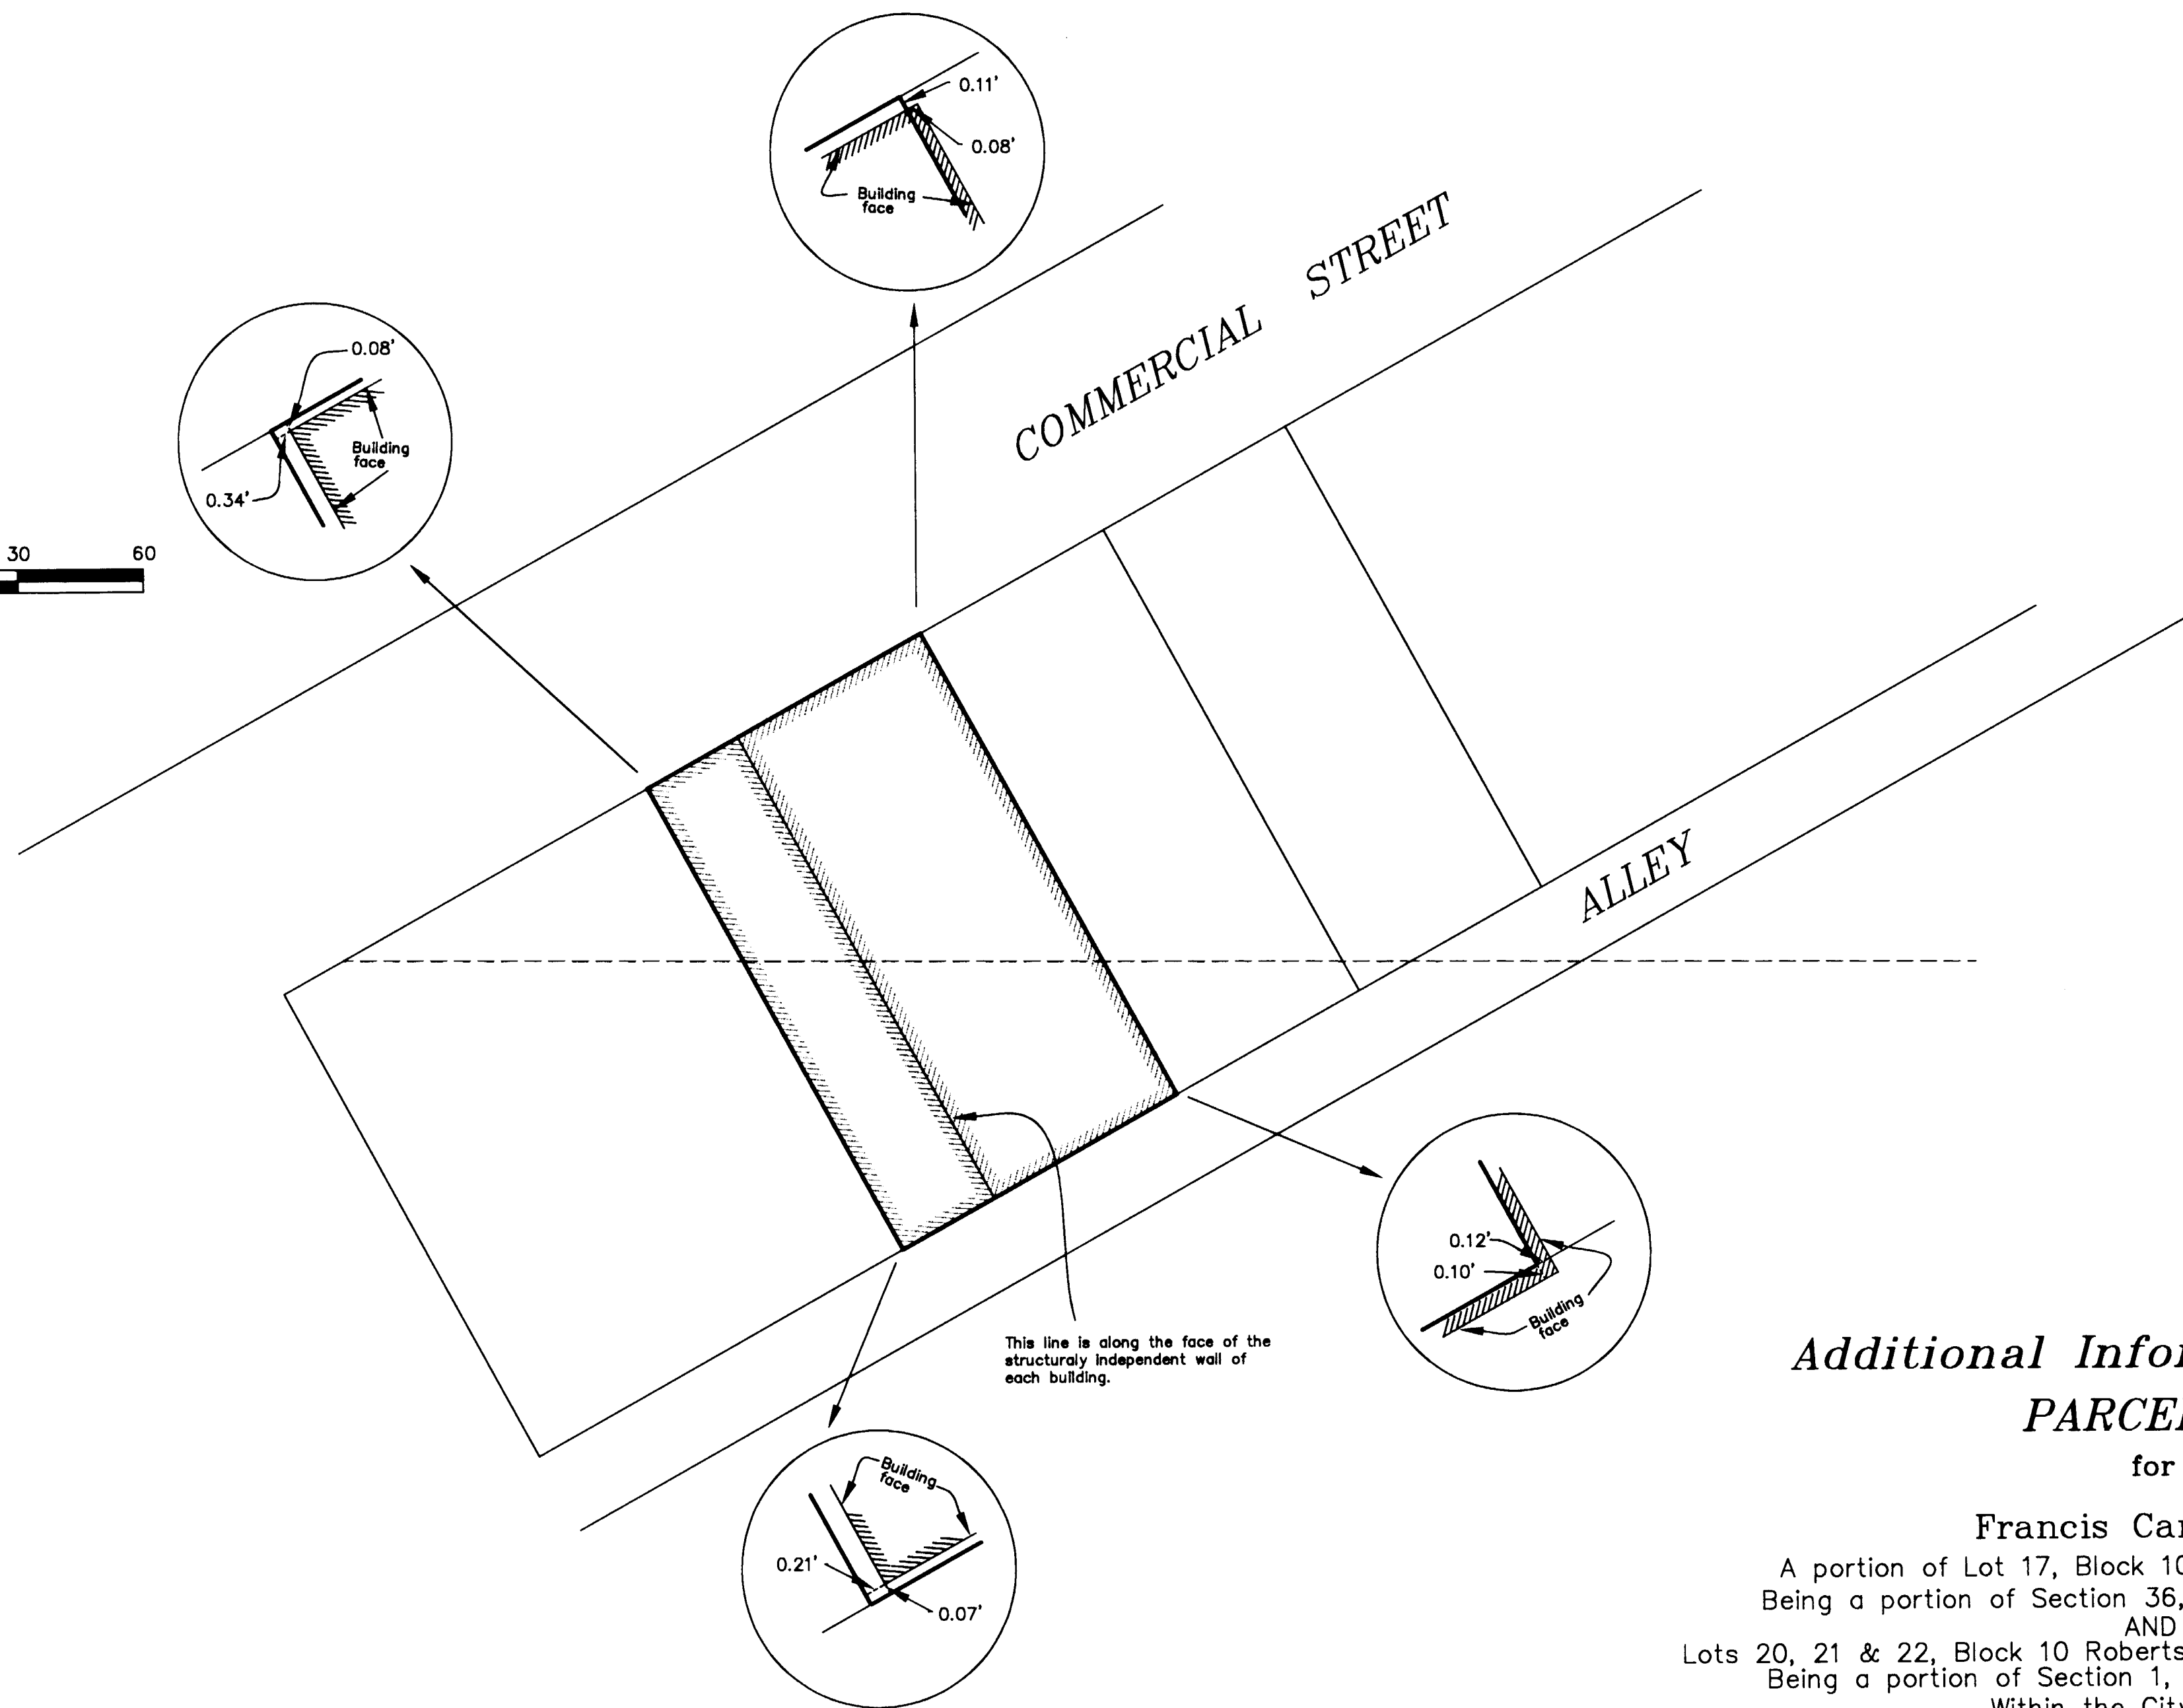 0.11'
0.08'
Building
face
COMMERCIAL STREET
0.08'
Building
face
0.34'
30 60
ALLEY
0.12'
0.10'
Building
face
This line is along the face of the
structuraly independent wall of
each building.
Building
face
0.21'
0.07'
Additional
for
Francis
A portion of Lot 17, Block 10
Being a portion of Section 36,
AND
Lots 20, 21 & 22, Block 10 Roberts
Being a portion of Section 1,
Within the City